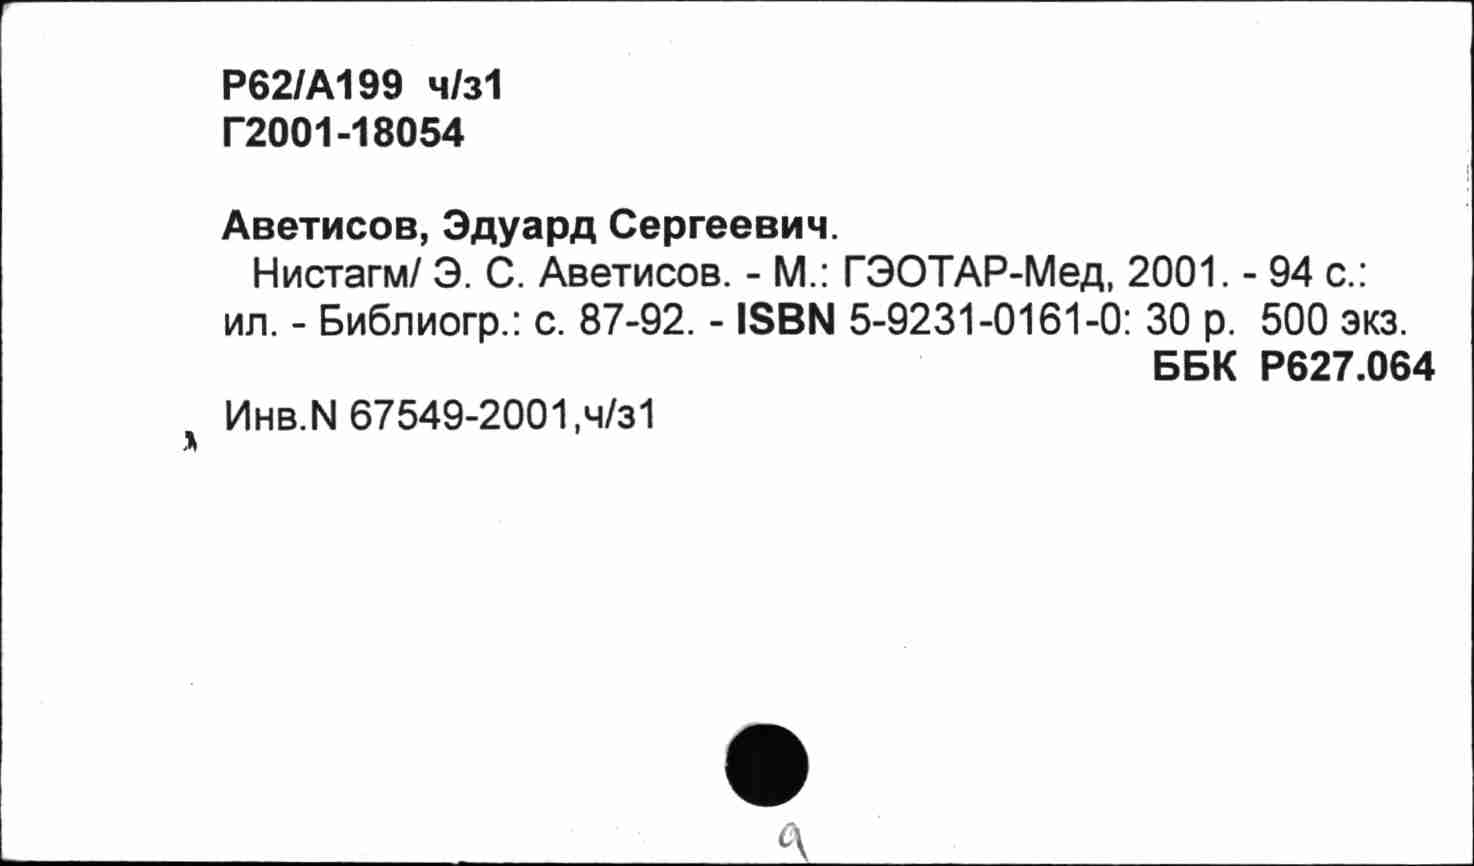 Р62/А199 ч/з1
Г2001-18054
Аветисов, Эдуард Сергеевич.
Нистагм/ Э. С. Аветисов. - М.: ГЭОТАР-Мед, 2001. - 94 с.:
ил. - Библиогр.: с. 87-92. - ISBN 5-9231-0161-0: 30 р. 500 экз.
ББК Р627.064
Инв.N 67549-2001,ч/з1